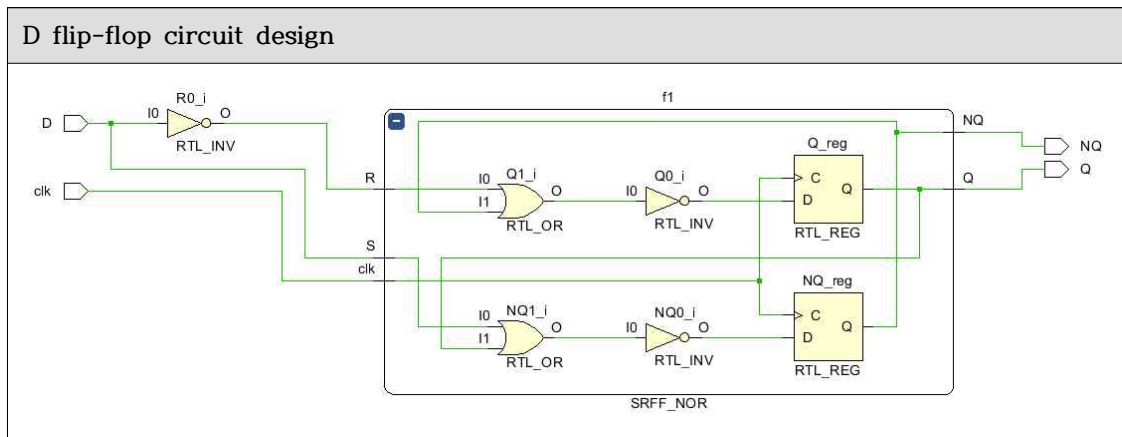 D flip-flop circuit design
R0_i
f1
D
I0
O
RTL_INV
NQ
NQ
Q
Q
clk
R
Q1_i
I0
I1
O
RTL_OR
Q0_i
I0
O
RTL_INV
Q_reg
C
D
Q
RTL_REG
S
clk
NQ1_i
I0
I1
O
RTL_OR
NQ0_i
I0
O
RTL_INV
NQ_reg
C
D
Q
RTL_REG
SRFF_NOR